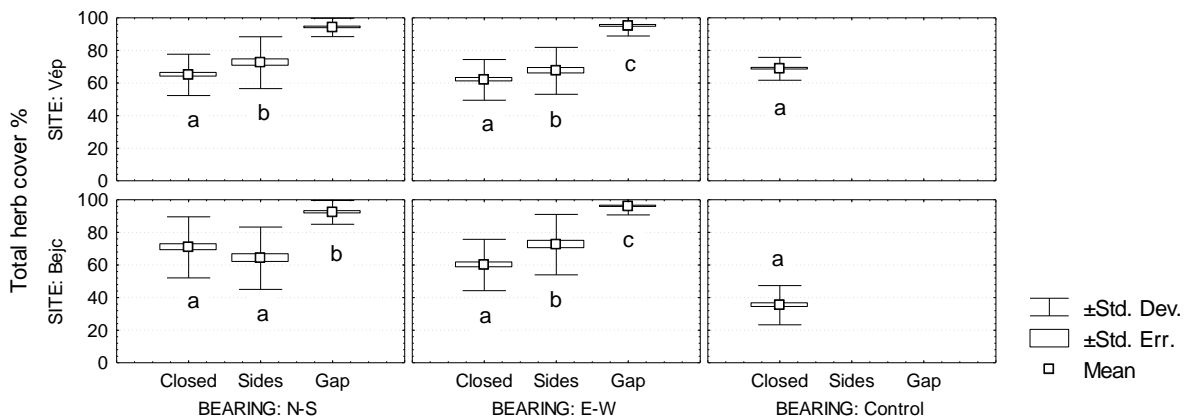 Total herb cover %
SITE: Vép
100
80
60
40
20
0
a
b
a
b
c
a
SITE: Bejc
100
80
60
40
20
0
a
a
b
a
b
c
a
Closed Sides Gap
BEARING: N-S
Closed Sides Gap
BEARING: E-W
Closed Sides Gap
BEARING: Control
±Std. Dev.
±Std. Err.
Mean